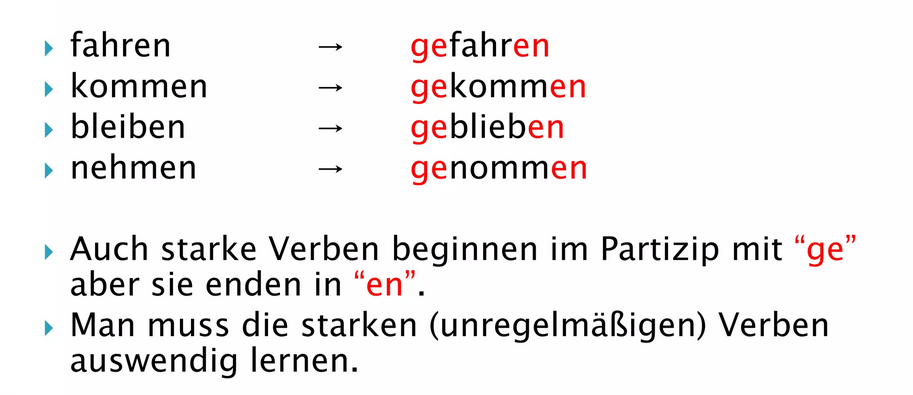 fahren → gefahren
kommen → gekommen
bleiben → geblieben
nehmen → genommen
Auch starke Verben beginnen im Partizip mit “ge”
aber sie enden in “en”.
Man muss die starken (unregelmäßigen) Verben
auswendig lernen.